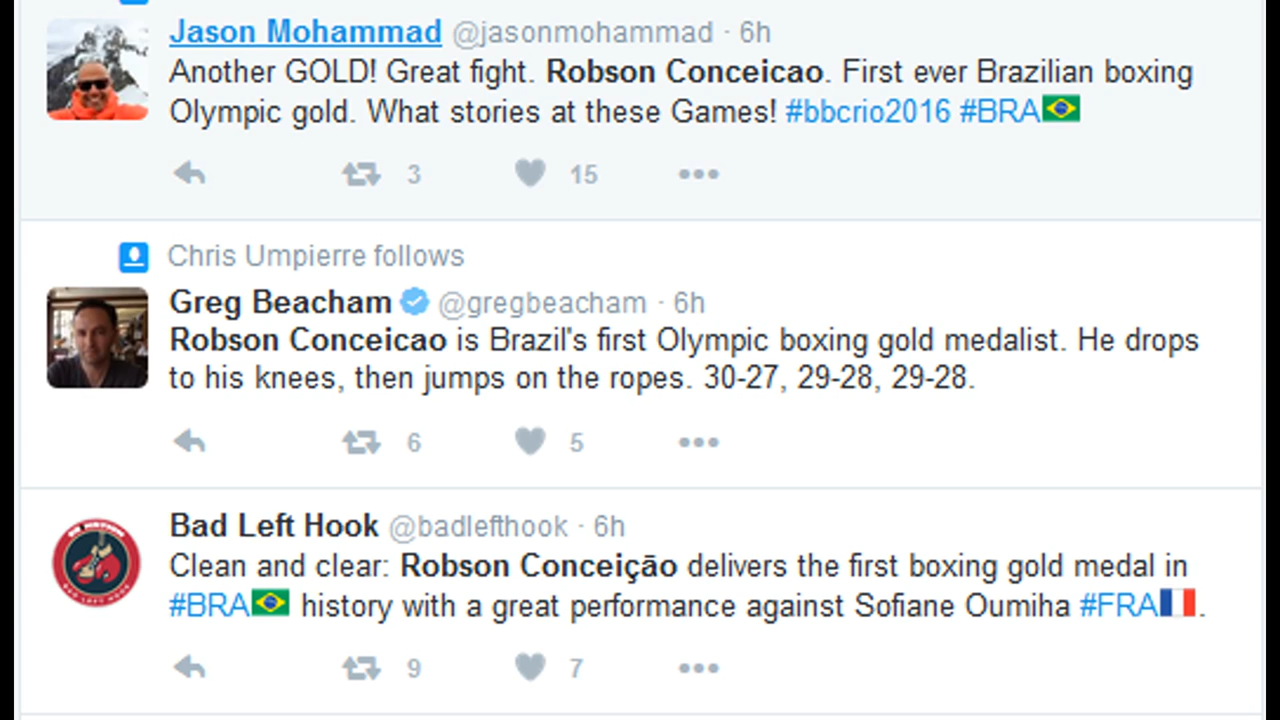 Jason Mohammad @jasonmohammad · 6h
Another GOLD! Great fight. Robson Conceicao. First ever Brazilian boxing
Olympic gold. What stories at these Games! #bbcrio2016 #BRA
3 15
Chris Umpierre follows
Greg Beacham @gregbeacham · 6h
Robson Conceicao is Brazil's first Olympic boxing gold medalist. He drops
to his knees, then jumps on the ropes. 30-27, 29-28, 29-28.
6 5
Bad Left Hook @badlefthook · 6h
Clean and clear: Robson Conceição delivers the first boxing gold medal in
#BRA history with a great performance against Sofiane Oumiha #FRA.
9 7